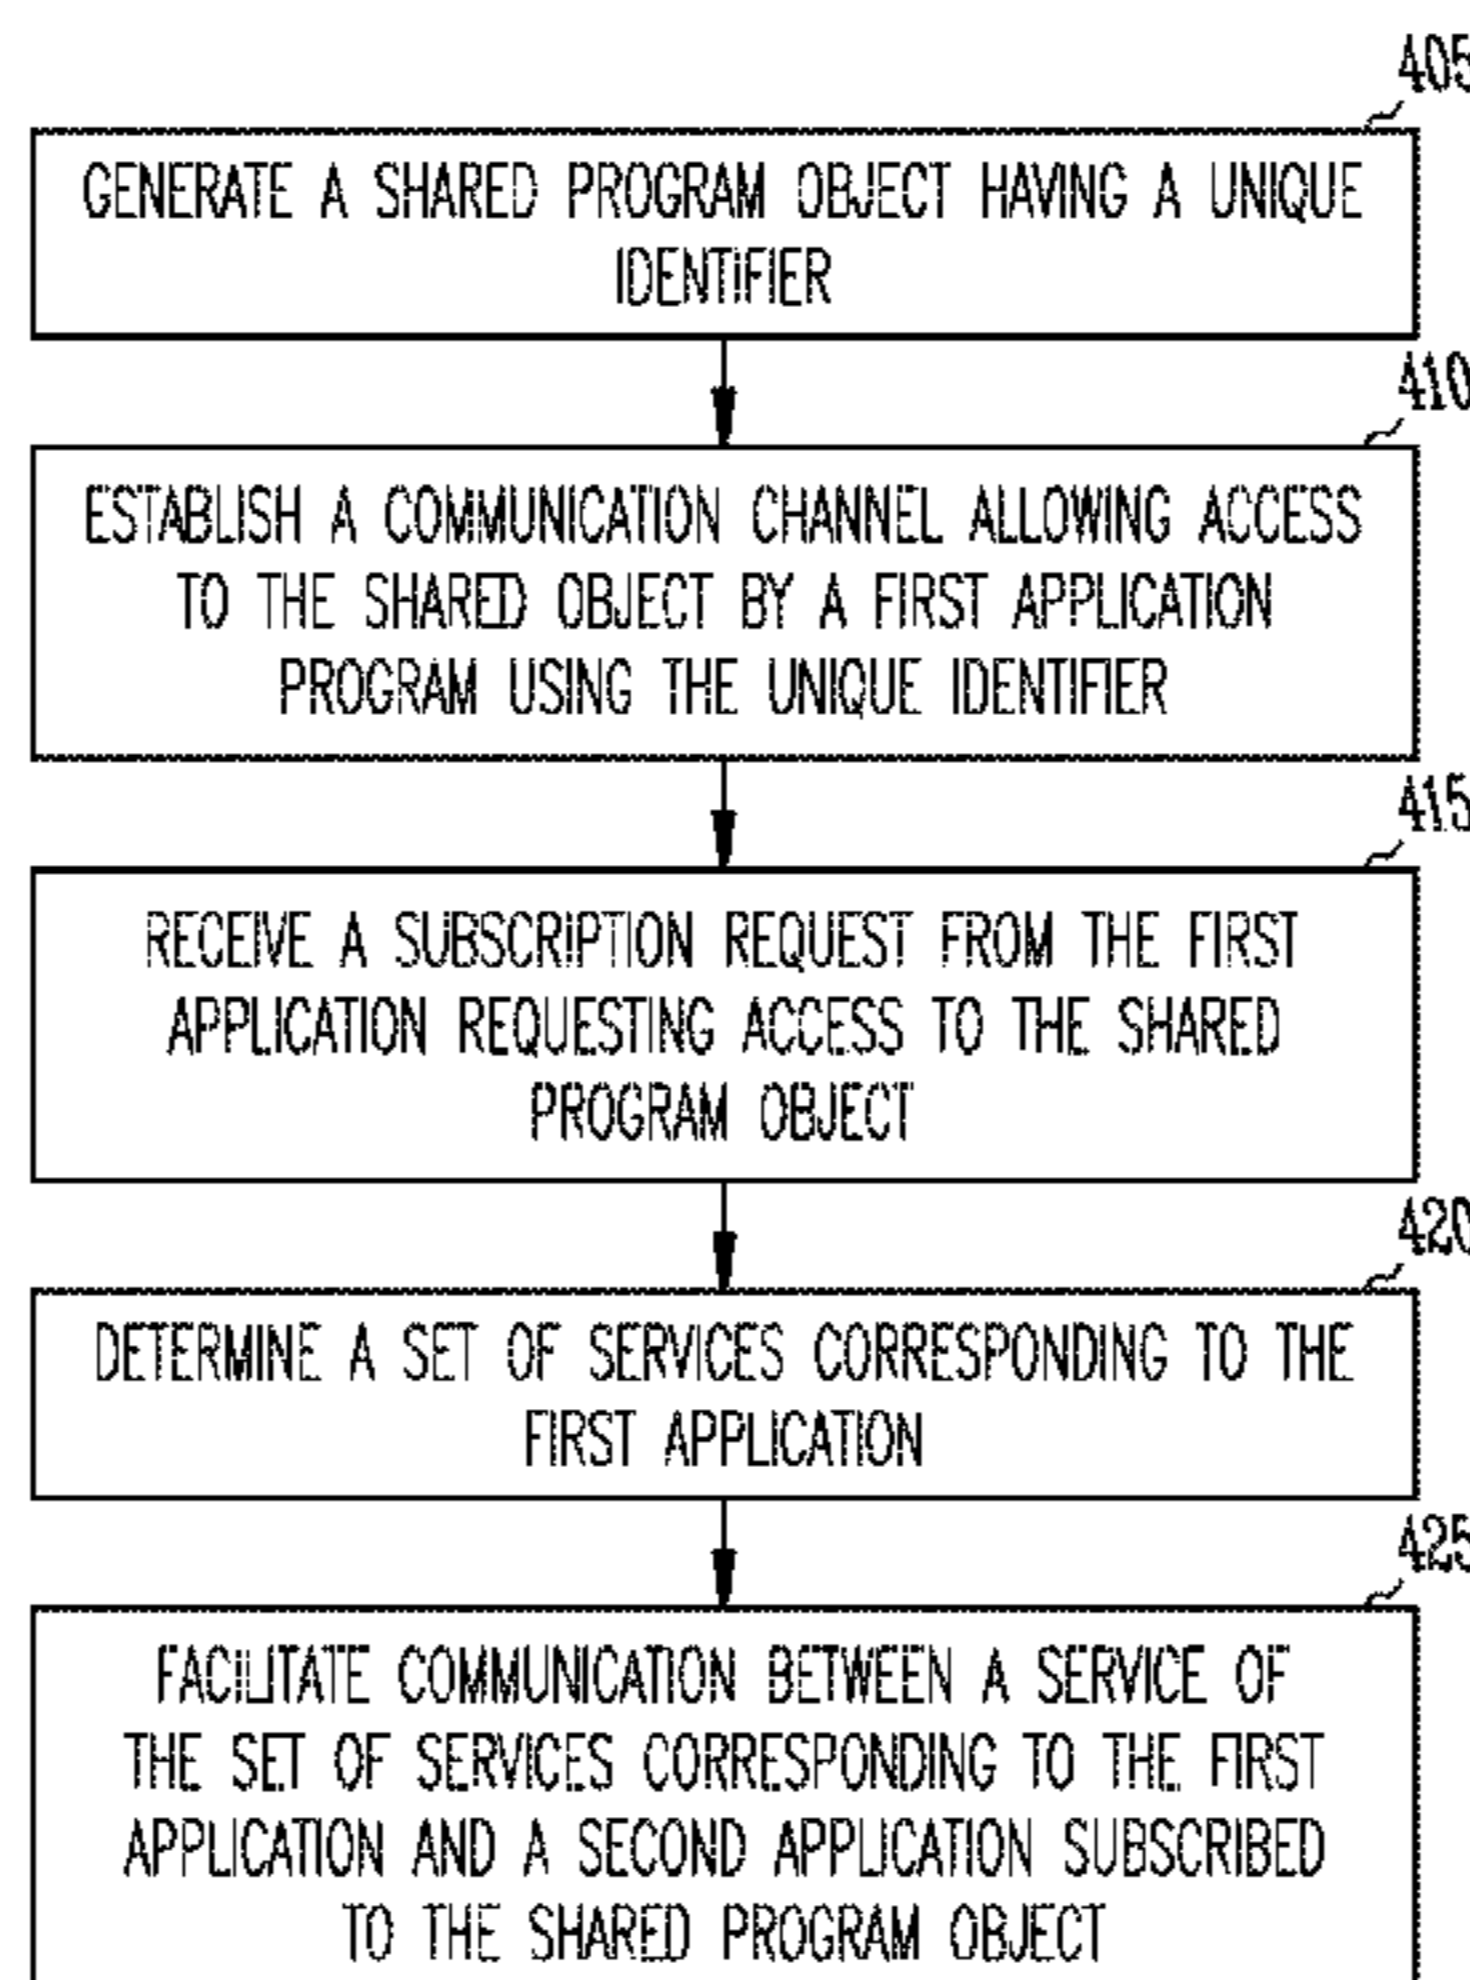 405
GENERATE A SHARED PROGRAM OBJECT HAVING A UNIQUE
IDENTIFIER
410
ESTABLISH A COMMUNICATION CHANNEL ALLOWING ACCESS
TO THE SHARED OBJECT BY A FIRST APPLICATION
PROGRAM USING THE UNIQUE IDENTIFIER
415
RECEIVE A SUBSCRIPTION REQUEST FROM THE FIRST
APPLICATION REQUESTING ACCESS TO THE SHARED
PROGRAM OBJECT
420
DETERMINE A SET OF SERVICES CORRESPONDING TO THE
FIRST APPLICATION
425
FACILITATE COMMUNICATION BETWEEN A SERVICE OF
THE SET OF SERVICES CORRESPONDING TO THE FIRST
APPLICATION AND A SECOND APPLICATION SUBSCRIBED
TO THE SHARED PROGRAM OBJECT